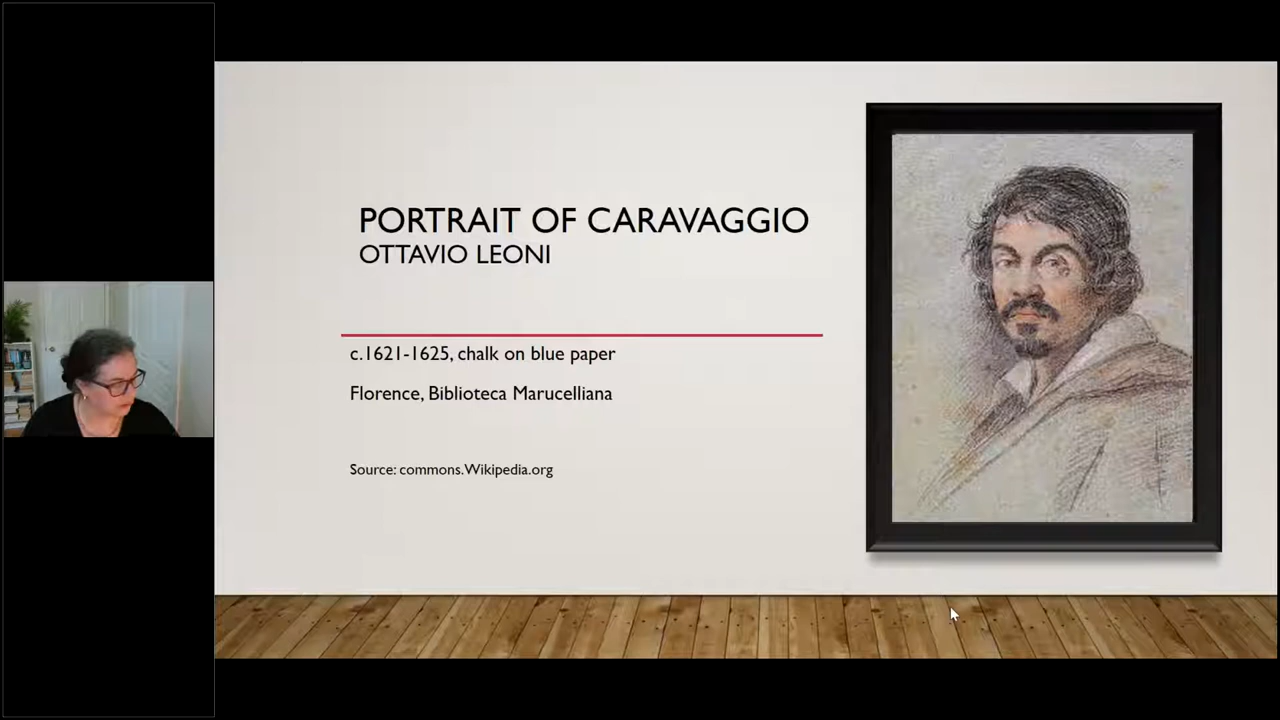 PORTRAIT OF CARAVAGGIO
OTTAVIO LEONI
c.1621-1625, chalk on blue paper
Florence, Biblioteca Marucelliana
Source: commons.Wikipedia.org